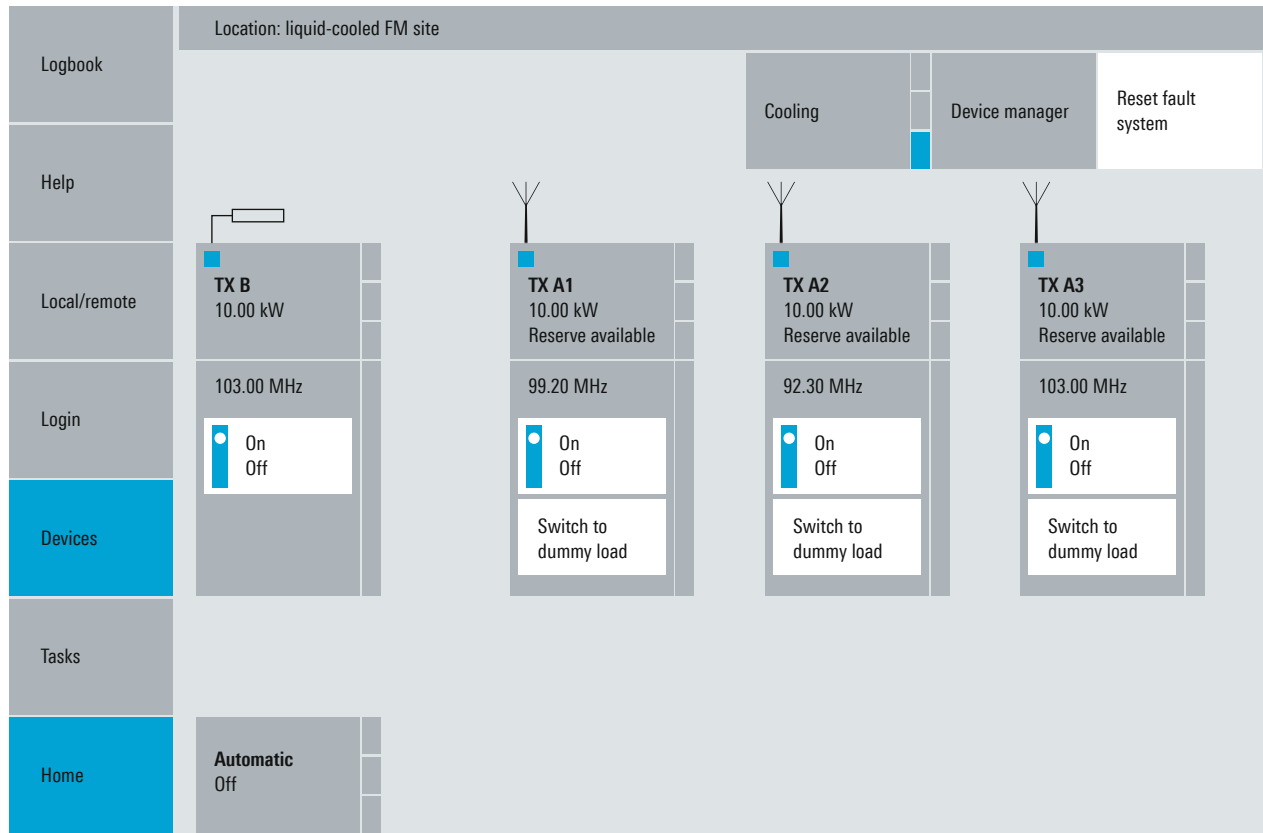 Location: liquid-cooled FM site
Logbook
Help
Local/remote
Login
Devices
Tasks
Home
Cooling
Device manager
Reset fault
system
TX B
10.00 kW
103.00 MHz
On
Off
TX A1
10.00 kW
Reserve available
99.20 MHz
On
Off
Switch to
dummy load
TX A2
10.00 kW
Reserve available
92.30 MHz
On
Off
Switch to
dummy load
TX A3
10.00 kW
Reserve available
103.00 MHz
On
Off
Switch to
dummy load
Automatic
Off